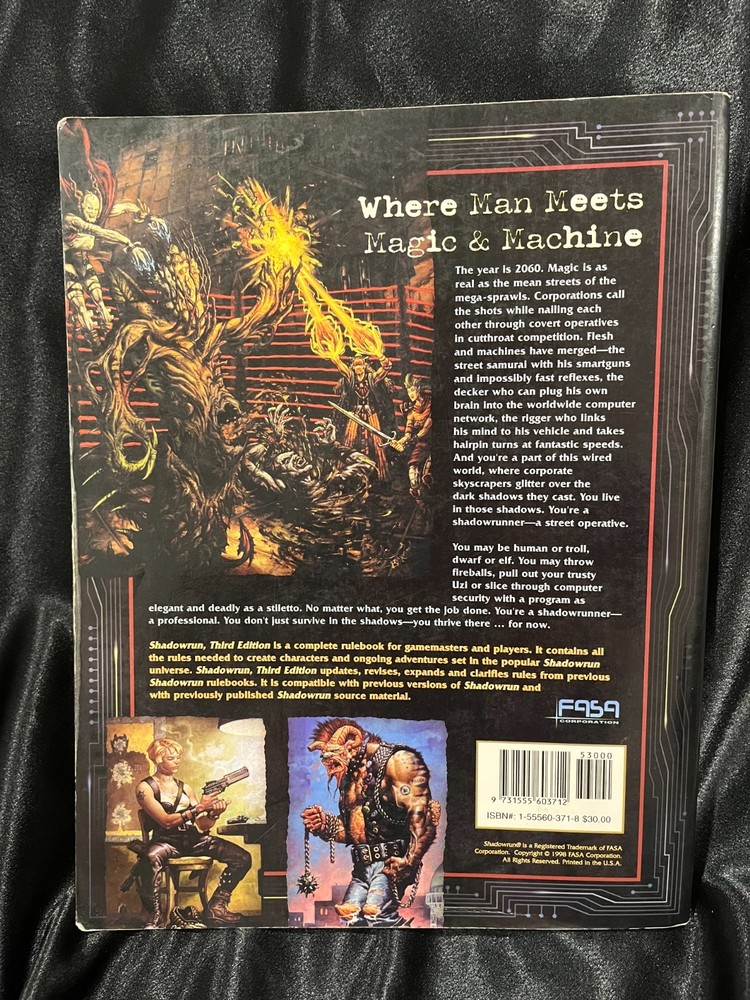 Where Man Meets
Magic & Machine
The year is 2060. Magic is as
real as the mean streets of the
mega-sprawls. Corporations call
the shots while nailing each
other through covert operatives
in cutthroat competition. Flesh
and machines have merged—the
street samurai with his smartguns
and impossibly fast reflexes, the
decker who can plug his own
brain into the worldwide computer
network, the rigger who links
his mind to his vehicle and takes
hairpin turns at fantastic speeds.
And you're a part of this wired
world, where corporate
skyscrapers glitter over the
dark shadows they cast. You live
in those shadows. You're a
shadowrunner—a street operative.
You may be human or troll,
dwarf or elf. You may throw
fireballs, pull out your trusty
Uzi or slice through computer
security with a program as
elegant and deadly as a stiletto. No matter what, you get the job done. You're a shadowrunner—
a professional. You don't just survive in the shadows—you thrive there ... for now.
Shadowrun, Third Edition is a complete rulebook for gamemasters and players. It contains all
the rules needed to create characters and ongoing adventures set in the popular Shadowrun
universe. Shadowrun, Third Edition updates, revises, expands and clarifies rules from previous
Shadowrun rulebooks. It is compatible with previous versions of Shadowrun and
with previously published Shadowrun source material.
FASA
CORPORATION
53000
9 731555 603712
ISBN#: 1-55560-371-8 $30.00
Shadowrun® is a Registered Trademark of FASA
Corporation. Copyright © 1998 FASA Corporation.
All Rights Reserved. Printed in the U.S.A.